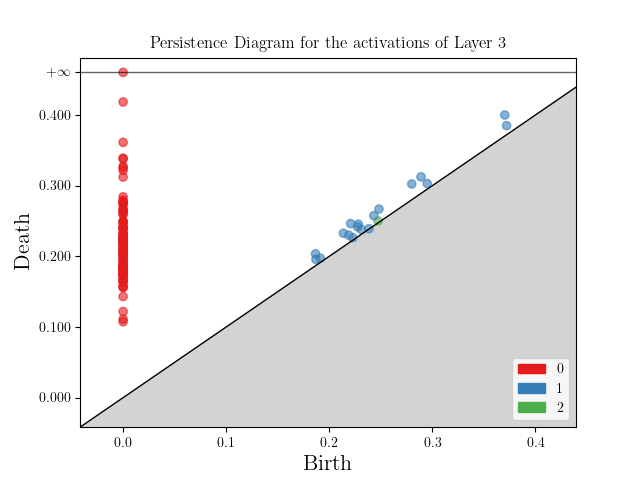 Persistence Diagram for the activations of Layer 3
+∞
0.400
0.300
0.200
0.100
0.000
Death
0.0 0.1 0.2 0.3 0.4
Birth
0
1
2